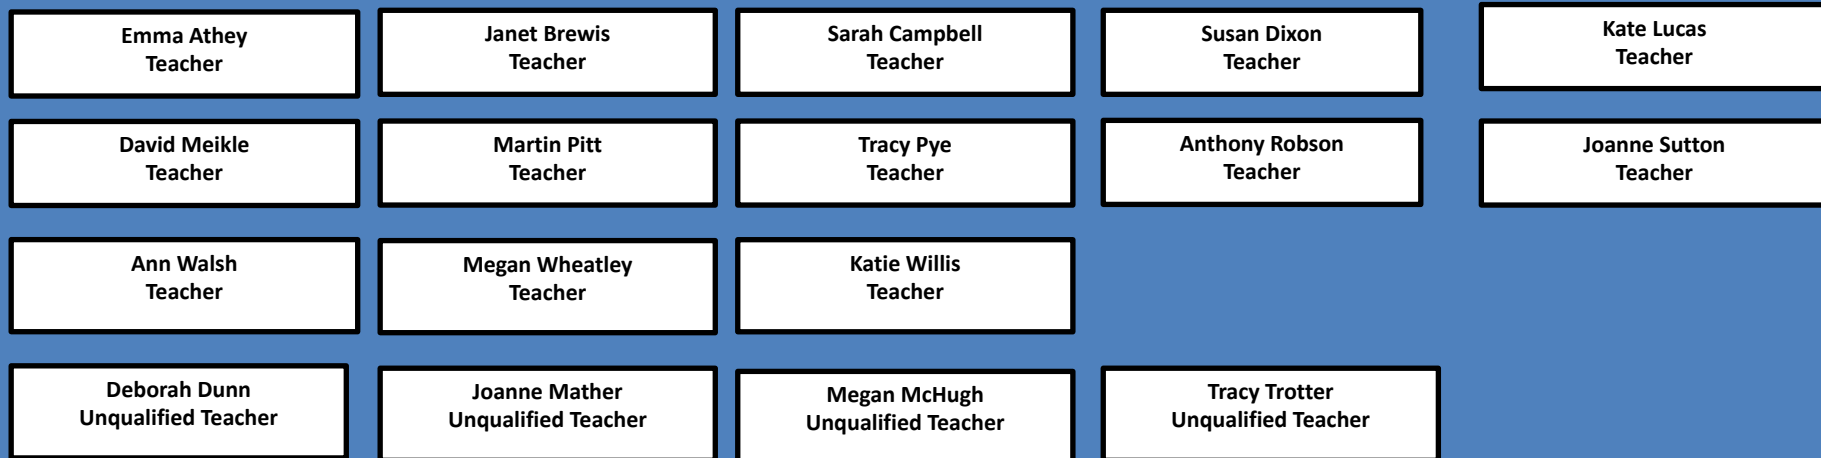 Emma Athey
Teacher
Janet Brewis
Teacher
Sarah Campbell
Teacher
Susan Dixon
Teacher
Kate Lucas
Teacher
David Meikle
Teacher
Martin Pitt
Teacher
Tracy Pye
Teacher
Anthony Robson
Teacher
Joanne Sutton
Teacher
Ann Walsh
Teacher
Megan Wheatley
Teacher
Katie Willis
Teacher
Deborah Dunn
Unqualified Teacher
Joanne Mather
Unqualified Teacher
Megan McHugh
Unqualified Teacher
Tracy Trotter
Unqualified Teacher